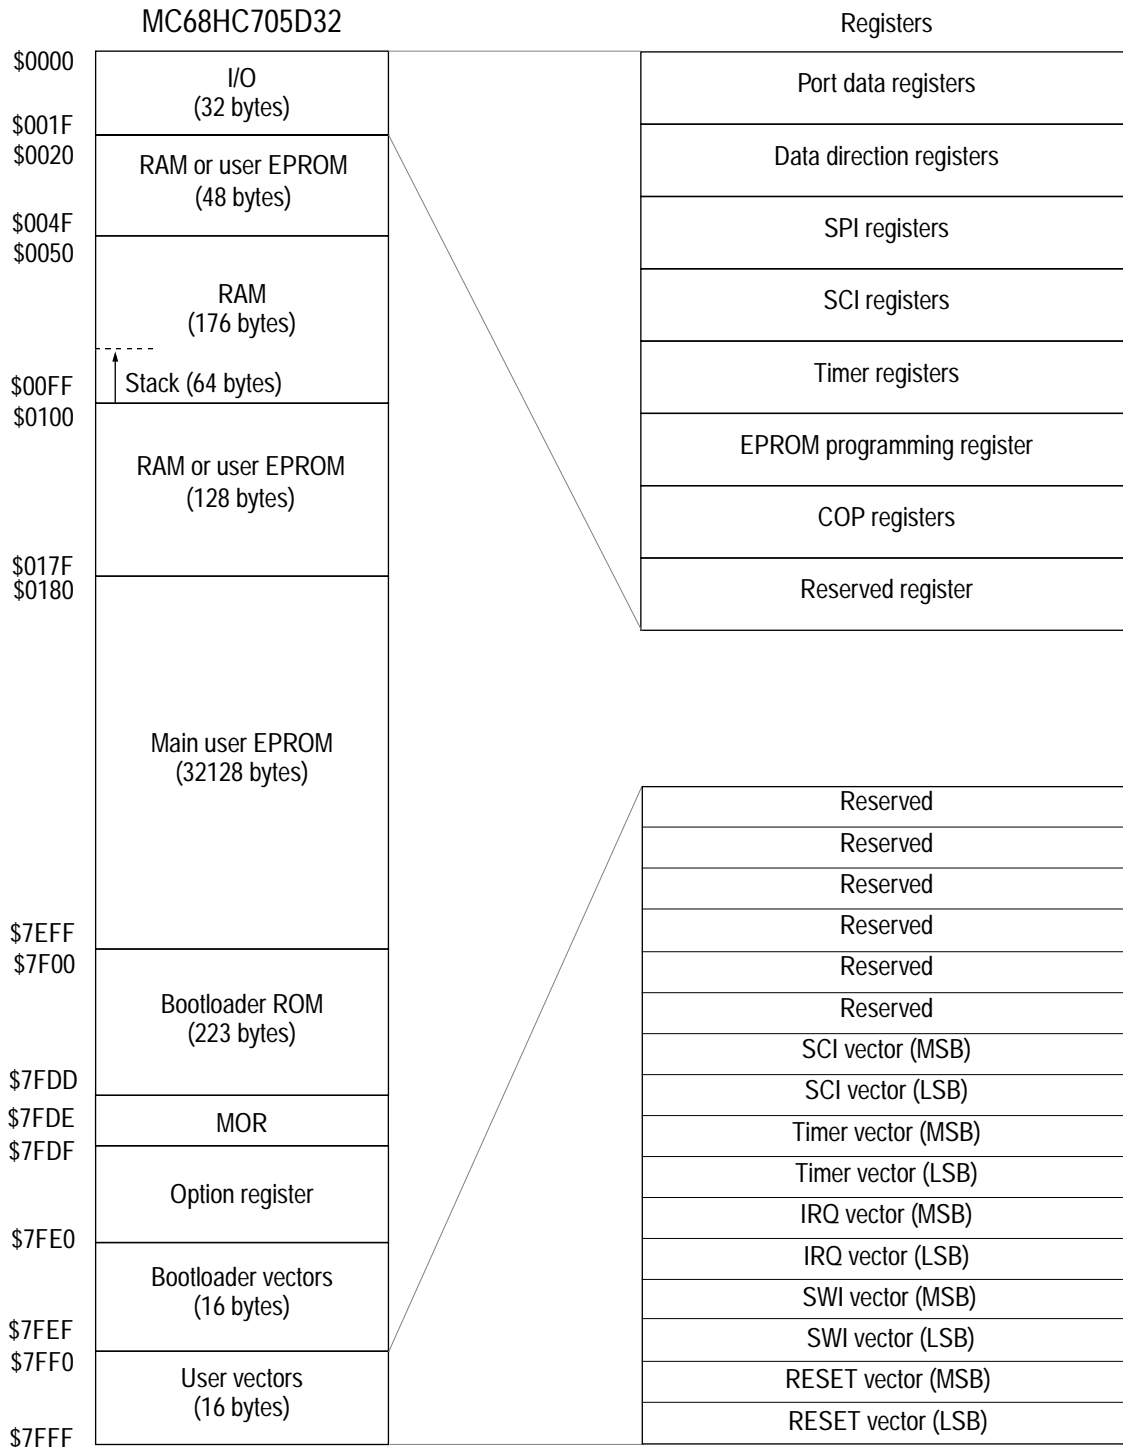 MC68HC705D32
Registers
$0000
I/O
(32 bytes)
$001F
$0020
RAM or user EPROM
(48 bytes)
$004F
$0050
RAM
(176 bytes)
Stack (64 bytes)
$00FF
$0100
RAM or user EPROM
(128 bytes)
$017F
$0180
Main user EPROM
(32128 bytes)
$7EFF
$7F00
Bootloader ROM
(223 bytes)
$7FDD
$7FDE
MOR
$7FDF
Option register
$7FE0
Bootloader vectors
(16 bytes)
$7FEF
$7FF0
User vectors
(16 bytes)
$7FFF
Port data registers
Data direction registers
SPI registers
SCI registers
Timer registers
EPROM programming register
COP registers
Reserved register
Reserved
Reserved
Reserved
Reserved
Reserved
Reserved
SCI vector (MSB)
SCI vector (LSB)
Timer vector (MSB)
Timer vector (LSB)
IRQ vector (MSB)
IRQ vector (LSB)
SWI vector (MSB)
SWI vector (LSB)
RESET vector (MSB)
RESET vector (LSB)